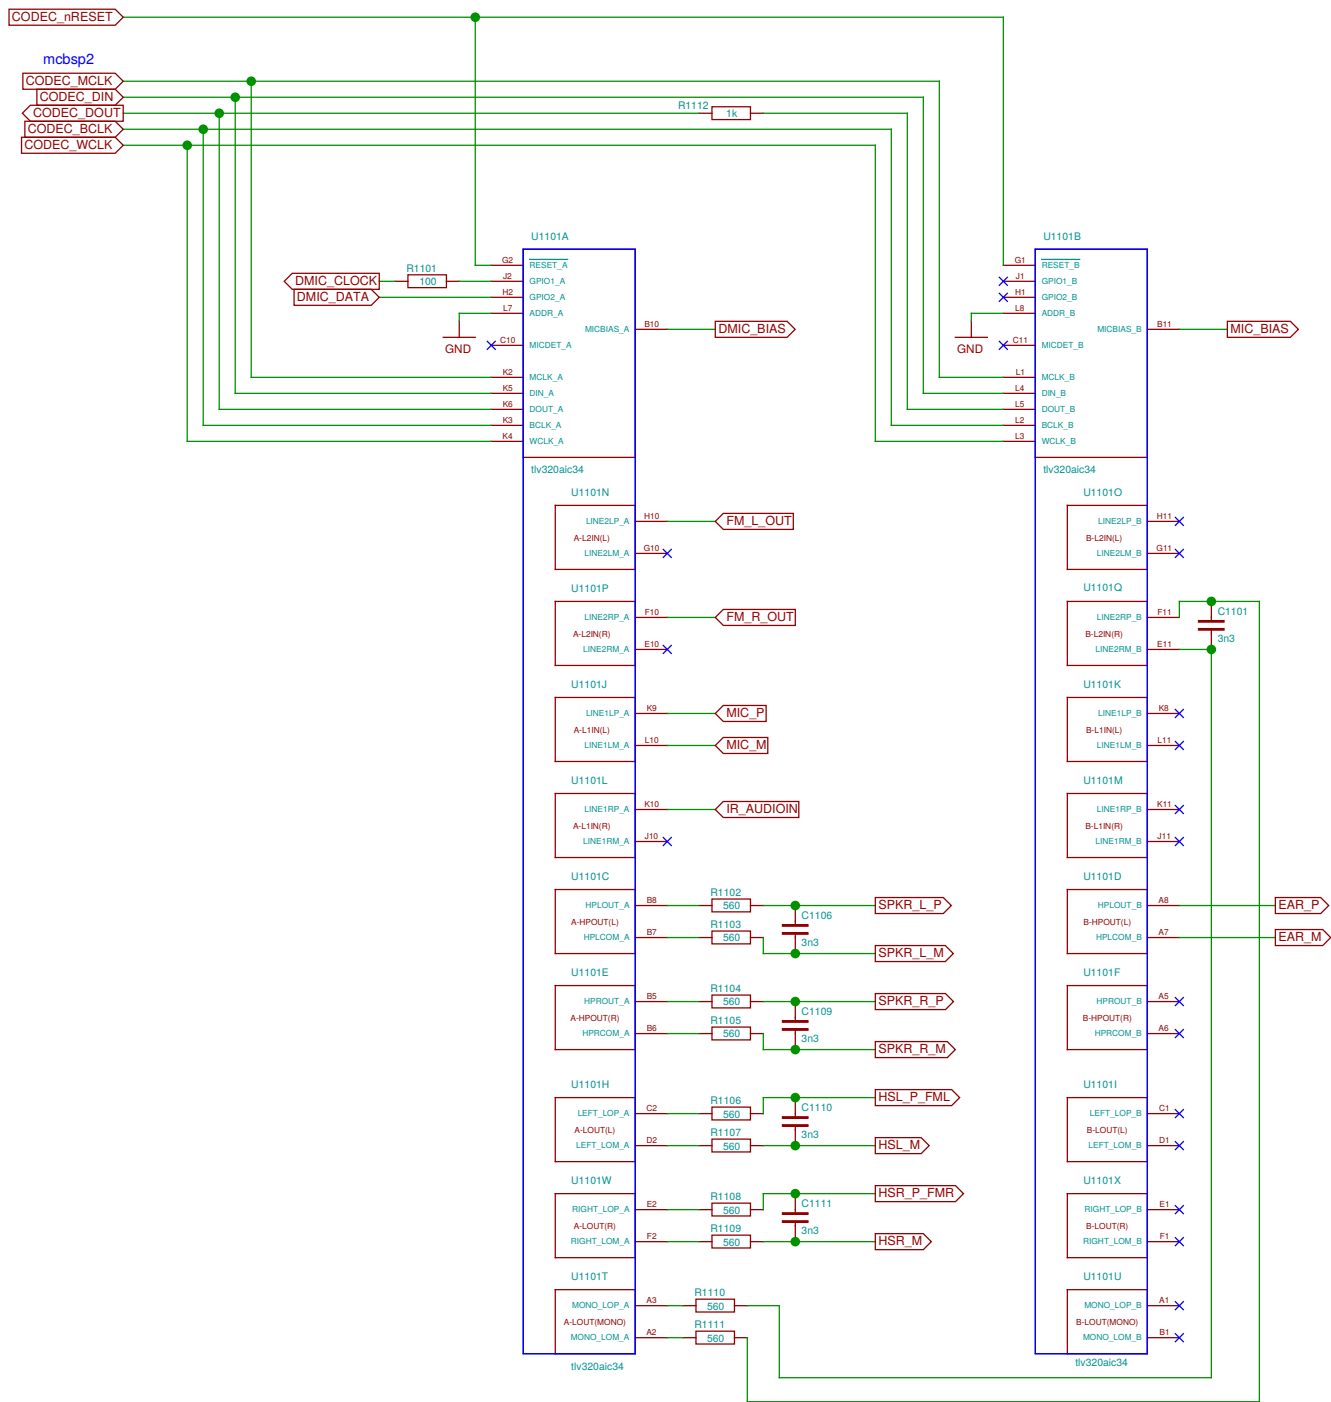 CODEC_nRESET
mcbsp2
CODEC_MCLK
CODEC_DIN
CODEC_DOUT
CODEC_BCLK
CODEC_WCLK
R1112
1k
U1101A
G2 RESET_A
DMIC_CLOCK R1101 100 J2 GPIO1_A
DMIC_DATA H2 GPIO2_A
L7 ADDR_A
GND
MICBIAS_A B10 DMIC_BIAS
C10 MICDET_A
K2 MCLK_A
K5 DIN_A
K6 DOUT_A
K3 BCLK_A
K4 WCLK_A
tlv320aic34
U1101N
LINE2LP_A H10 FM_L_OUT
A-L2IN(L)
LINE2LM_A G10
U1101P
LINE2RP_A F10 FM_R_OUT
A-L2IN(R)
LINE2RM_A E10
U1101J
LINE1LP_A K9 MIC_P
A-L1IN(L)
LINE1LM_A L10 MIC_M
U1101L
LINE1RP_A K10 IR_AUDIOIN
A-L1IN(R)
LINE1RM_A J10
U1101C
HPLOUT_A B8 R1102 560 SPKR_L_P
A-HPOUT(L)
C1106
3n3
HPLCOM_A B7 R1103 560 SPKR_L_M
U1101E
HPROUT_A B5 R1104 560 SPKR_R_P
A-HPOUT(R)
C1109
3n3
HPRCOM_A B6 R1105 560 SPKR_R_M
U1101H
LEFT_LOP_A C2 R1106 560 HSL_P_FML
A-LOUT(L)
C1110
3n3
LEFT_LOM_A D2 R1107 560 HSL_M
U1101W
RIGHT_LOP_A E2 R1108 560 HSR_P_FMR
A-LOUT(R)
C1111
3n3
RIGHT_LOM_A F2 R1109 560 HSR_M
U1101T
MONO_LOP_A A3 R1110 560
A-LOUT(MONO)
MONO_LOM_A A2 R1111 560
tlv320aic34
U1101B
G1 RESET_B
J1 GPIO1_B
H1 GPIO2_B
L8 ADDR_B
GND
MICBIAS_B B11 MIC_BIAS
C11 MICDET_B
L1 MCLK_B
L4 DIN_B
L5 DOUT_B
L2 BCLK_B
L3 WCLK_B
tlv320aic34
U1101O
LINE2LP_B H11
B-L2IN(L)
LINE2LM_B G11
U1101Q
LINE2RP_B F11
B-L2IN(R)
C1101
3n3
LINE2RM_B E11
U1101K
LINE1LP_B K8
B-L1IN(L)
LINE1LM_B L11
U1101M
LINE1RP_B K11
B-L1IN(R)
LINE1RM_B J11
U1101D
HPLOUT_B A8 EAR_P
B-HPOUT(L)
HPLCOM_B A7 EAR_M
U1101F
HPROUT_B A5
B-HPOUT(R)
HPRCOM_B A6
U1101I
LEFT_LOP_B C1
B-LOUT(L)
LEFT_LOM_B D1
U1101X
RIGHT_LOP_B E1
B-LOUT(R)
RIGHT_LOM_B F1
U1101U
MONO_LOP_B A1
B-LOUT(MONO)
MONO_LOM_B B1
tlv320aic34